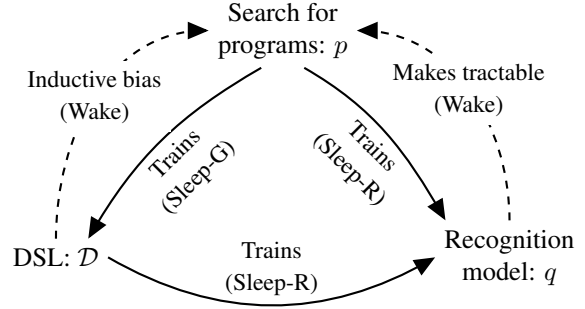 Search for
programs: p
Inductive bias
(Wake)
Makes tractable
(Wake)
Trains
(Sleep-G)
Trains
(Sleep-R)
DSL: 𝒟
Trains
(Sleep-R)
Recognition
model: q